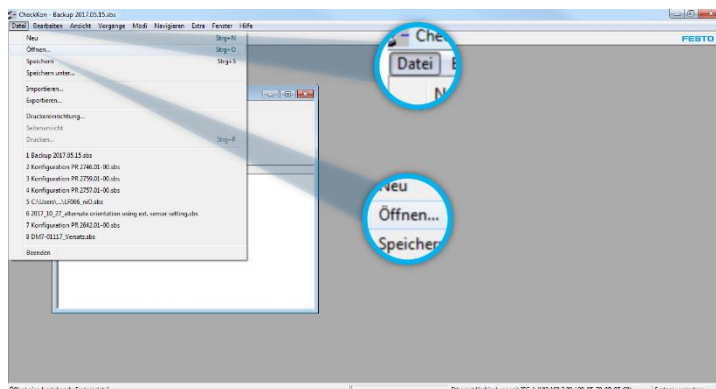 CheckKon - Backup 2017.05.15.sbs
Datei Bearbeiten Ansicht Vorgänge Modi Navigieren Extra Fenster Hilfe
FESTO
Neu Strg+N
Öffnen... Strg+O
Speichern Strg+S
Speichern unter...
Importieren...
Exportieren...
Druckereinrichtung...
Seitenansicht
Drucken... Strg+P
1 Backup 2017.05.15.sbs
2 Konfiguration PR 2746.01-00.sbs
3 Konfiguration PR 2759.01-00.sbs
4 Konfiguration PR 2757.01-00.sbs
5 C:\Users\...\LF006_niO.sbs
6 2017_10_27_alternate orientation using ext. sensor setting.sbs
7 Konfiguration PR 2642.01-00.sbs
8 DM7-01117_Versatz.sbs
Beenden
Che
Datei
N
Neu
Öffnen...
Speicher